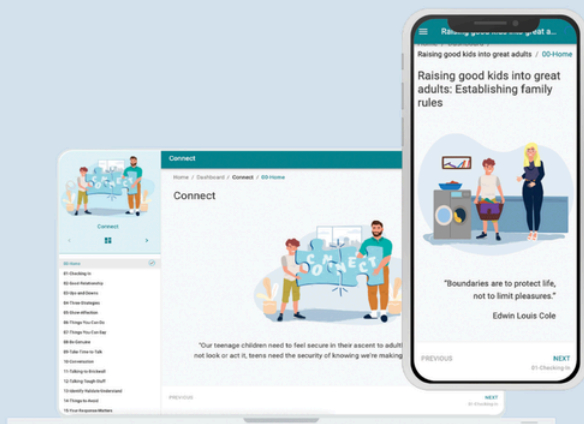 Connect
Home / Dashboard / Connect / 00-Home
Connect
CONNECT
Connect
00-Home
01-Checking In
02-Good Relationship
03-Ups and Downs
04-Three Strategies
05-Show Affection
06-Things You Can Do
07-Things You Can Say
08-Be Genuine
09-Take Time to Talk
10-Conversation
11-Talking to Brickwall
12-Talking Tough Stuff
13-Identify Validate Understand
14-Things to Avoid
15-Your Response Matters
CONNECT
"Our teenage children need to feel secure in their ascent to adult
not look or act it, teens need the security of knowing we're making
PREVIOUS
NEXT
01-Checking In
Raising good kids into great a...
Home / Dashboard /
Raising good kids into great adults / 00-Home
Raising good kids into great
adults: Establishing family
rules
"Boundaries are to protect life,
not to limit pleasures."
Edwin Louis Cole
PREVIOUS
NEXT
01-Checking In